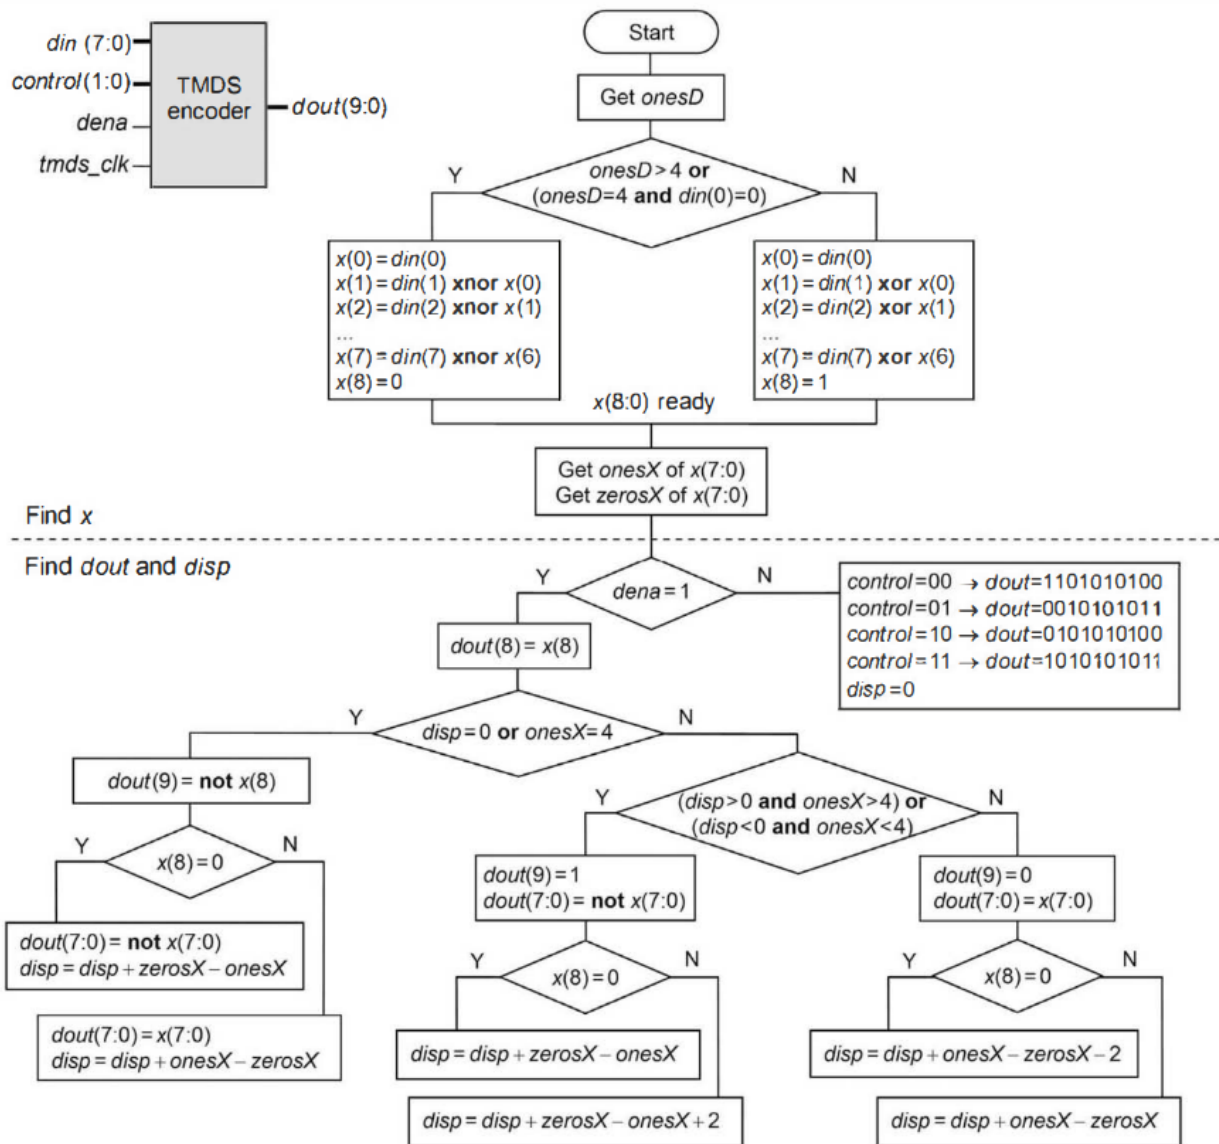 din (7:0)
control(1:0)
dena
tmds_clk
TMDS
encoder
dout(9:0)
Start
Get onesD
onesD>4 or
(onesD=4 and din(0)=0)
Y
N
x(0)=din(0)
x(1)=din(1) xnor x(0)
x(2)=din(2) xnor x(1)
...
x(7)=din(7) xnor x(6)
x(8)=0
x(0)=din(0)
x(1)=din(1) xor x(0)
x(2)=din(2) xor x(1)
...
x(7)=din(7) xor x(6)
x(8)=1
x(8:0) ready
Get onesX of x(7:0)
Get zerosX of x(7:0)
Find x
Find dout and disp
Y
dena=1
N
control=00 → dout=1101010100
control=01 → dout=0010101011
control=10 → dout=0101010100
control=11 → dout=1010101011
disp=0
dout(8)=x(8)
Y
disp=0 or onesX=4
N
dout(9)= not x(8)
Y
x(8)=0
N
dout(7:0)= not x(7:0)
disp=disp+zerosX−onesX
dout(7:0)=x(7:0)
disp=disp+onesX−zerosX
Y
(disp>0 and onesX>4) or
(disp<0 and onesX<4)
N
dout(9)=1
dout(7:0)= not x(7:0)
Y
x(8)=0
N
disp=disp+zerosX−onesX
disp=disp+zerosX−onesX+2
dout(9)=0
dout(7:0)=x(7:0)
Y
x(8)=0
N
disp=disp+onesX−zerosX−2
disp=disp+onesX−zerosX